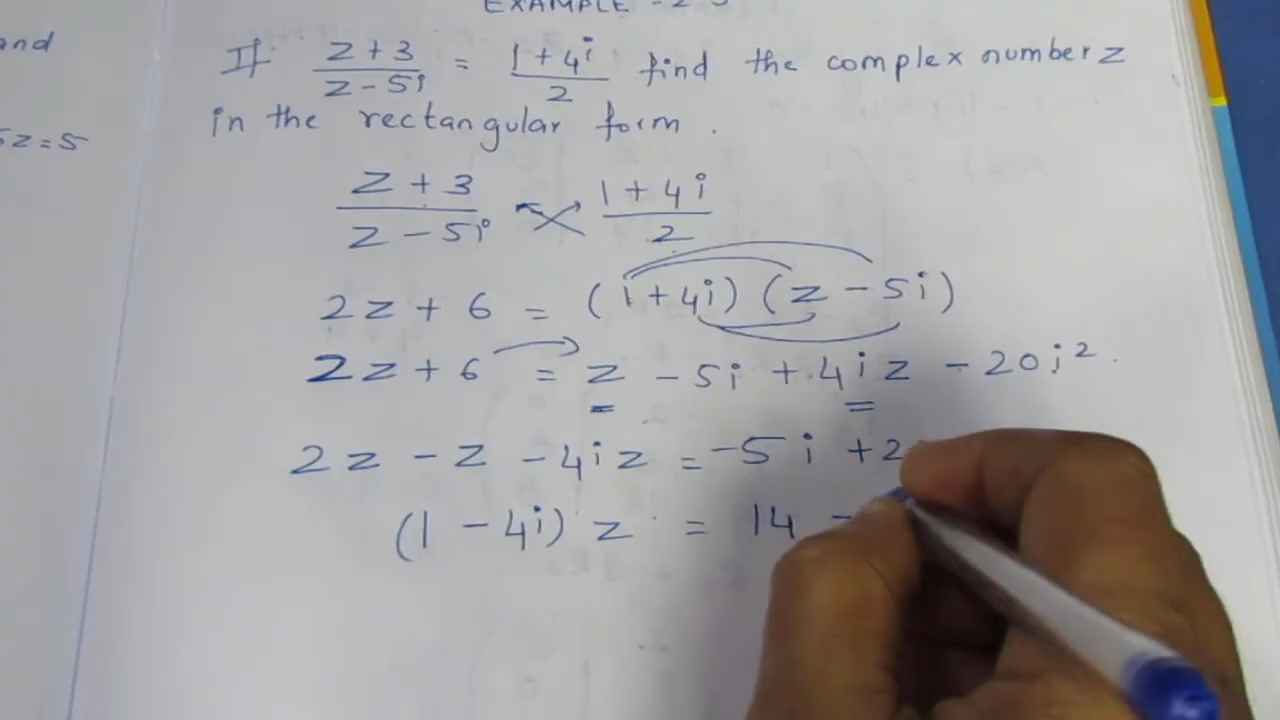 and
5z=5
EXAMPLE - 2
If (z+3)/(z-5i) = (1+4i)/2 find the complex number z
in the rectangular form.
(z+3)/(z-5i) (1+4i)/2
2z+6 = (1+4i)(z-5i)
2z+6 = z - 5i + 4iz - 20i².
2z - z - 4iz = -5i + 2
(1 - 4i) z = 14 -